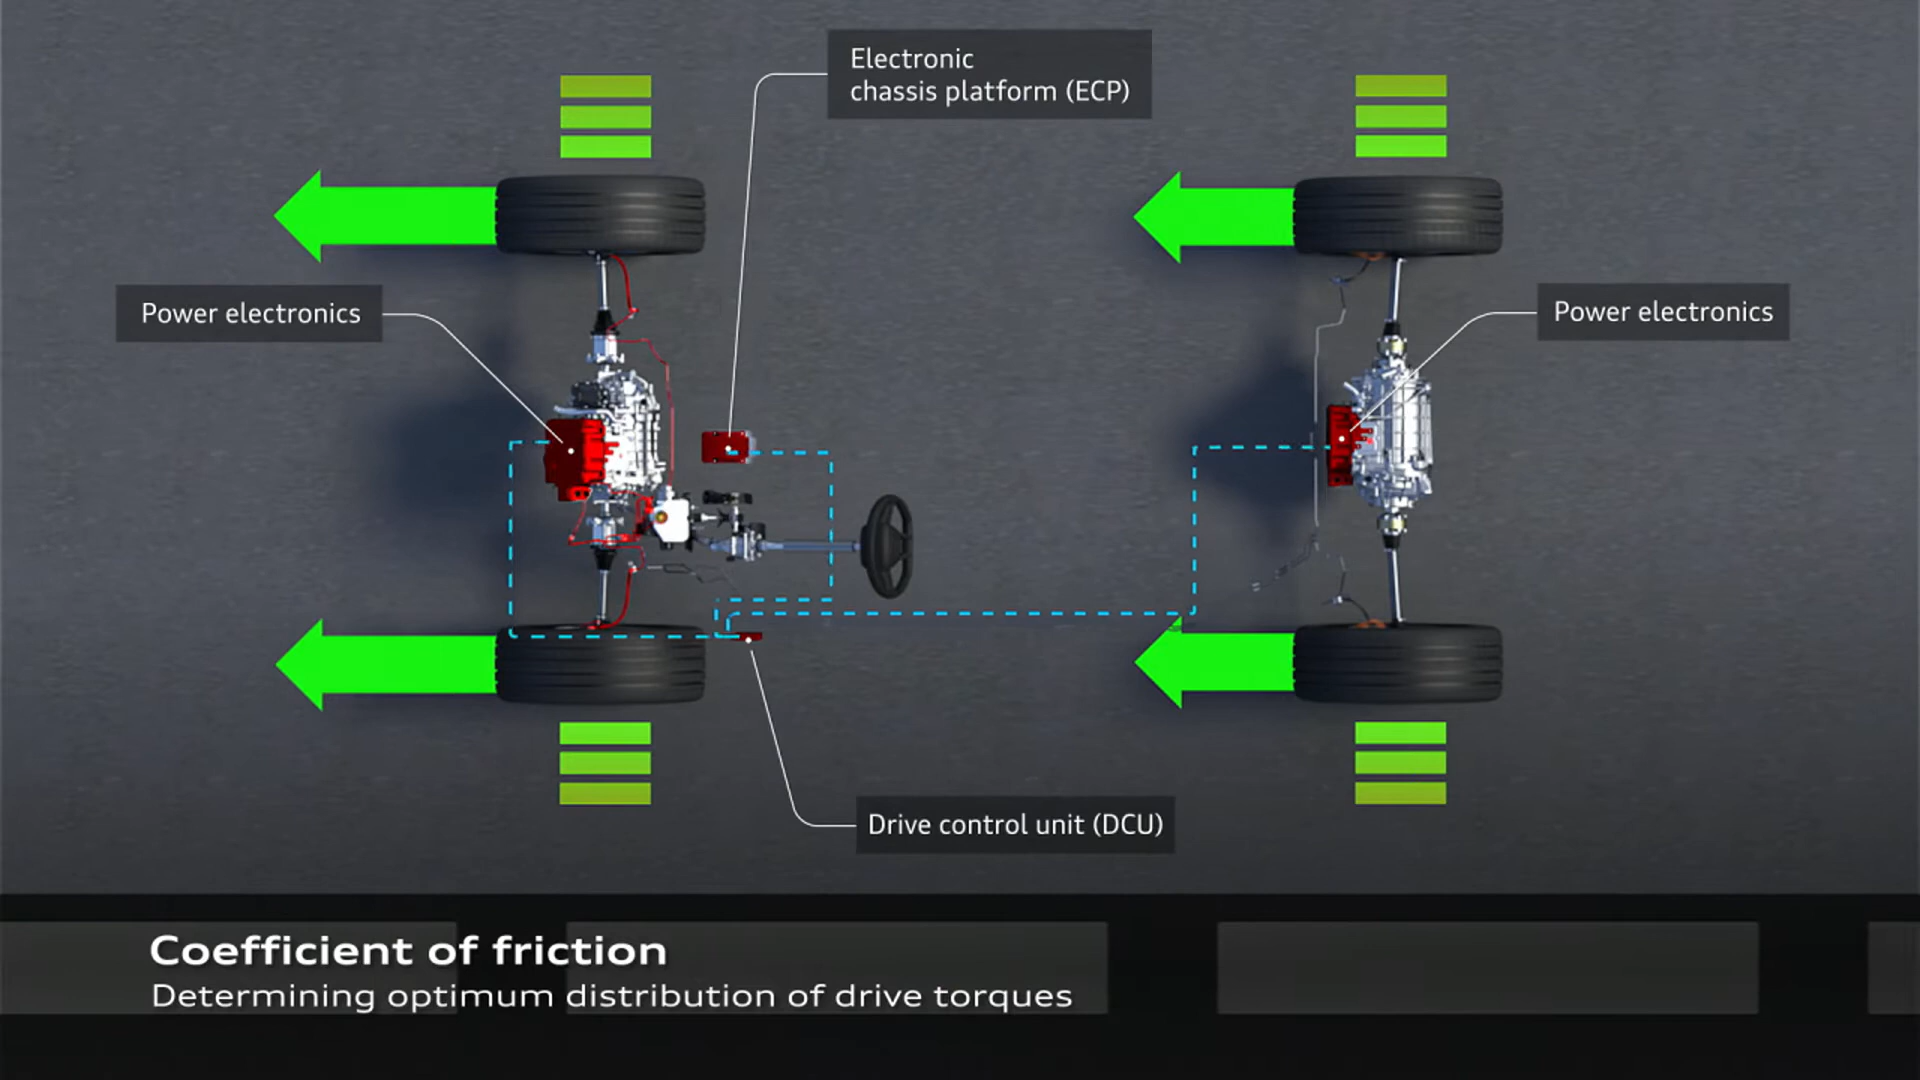 Electronic
chassis platform (ECP)
Power electronics
Power electronics
Drive control unit (DCU)
Coefficient of friction
Determining optimum distribution of drive torques